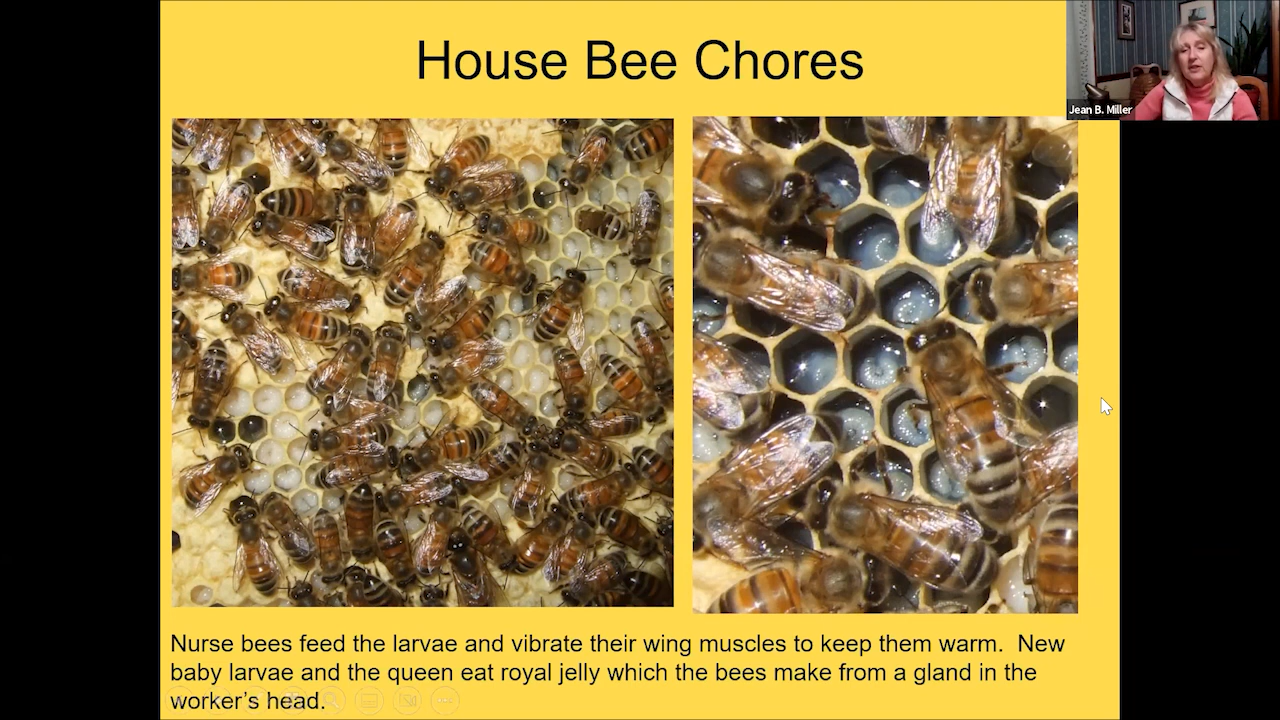 House Bee Chores
Jean B. Miller
Nurse bees feed the larvae and vibrate their wing muscles to keep them warm.  New
baby larvae and the queen eat royal jelly which the bees make from a gland in the
worker's head.